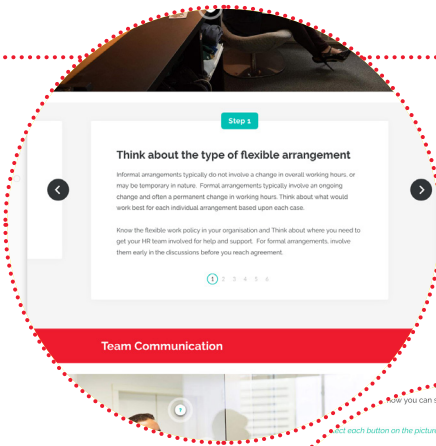 Step 1
Think about the type of flexible arrangement
Informal arrangements typically do not involve a change in overall working hours, or
may be temporary in nature. Formal arrangements typically involve an ongoing
change and often a permanent change in working hours. Think about what would
work best for each individual arrangement based upon each case.
Know the flexible work policy in your organisation and Think about where you need to
get your HR team involved for help and support. For formal arrangements, involve
them early in the discussions before you reach agreement.
1 2 3 4 5 6
Team Communication
how you can s
ect each button on the picture